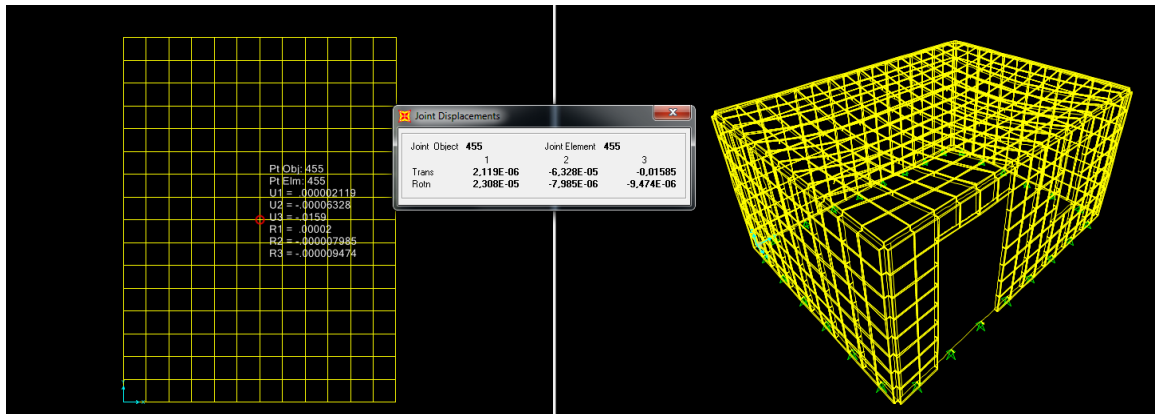 Pt Obj: 455
Pt Elm: 455
U1 = .000002119
U2 = -.00006328
U3 = -.0159
R1 = .00002
R2 = -.000007985
R3 = -.000009474
Joint Displacements
Joint Object 455 Joint Element 455
1 2 3
Trans 2,119E-06 -6,328E-05 -0,01585
Rotn 2,308E-05 -7,985E-06 -9,474E-06